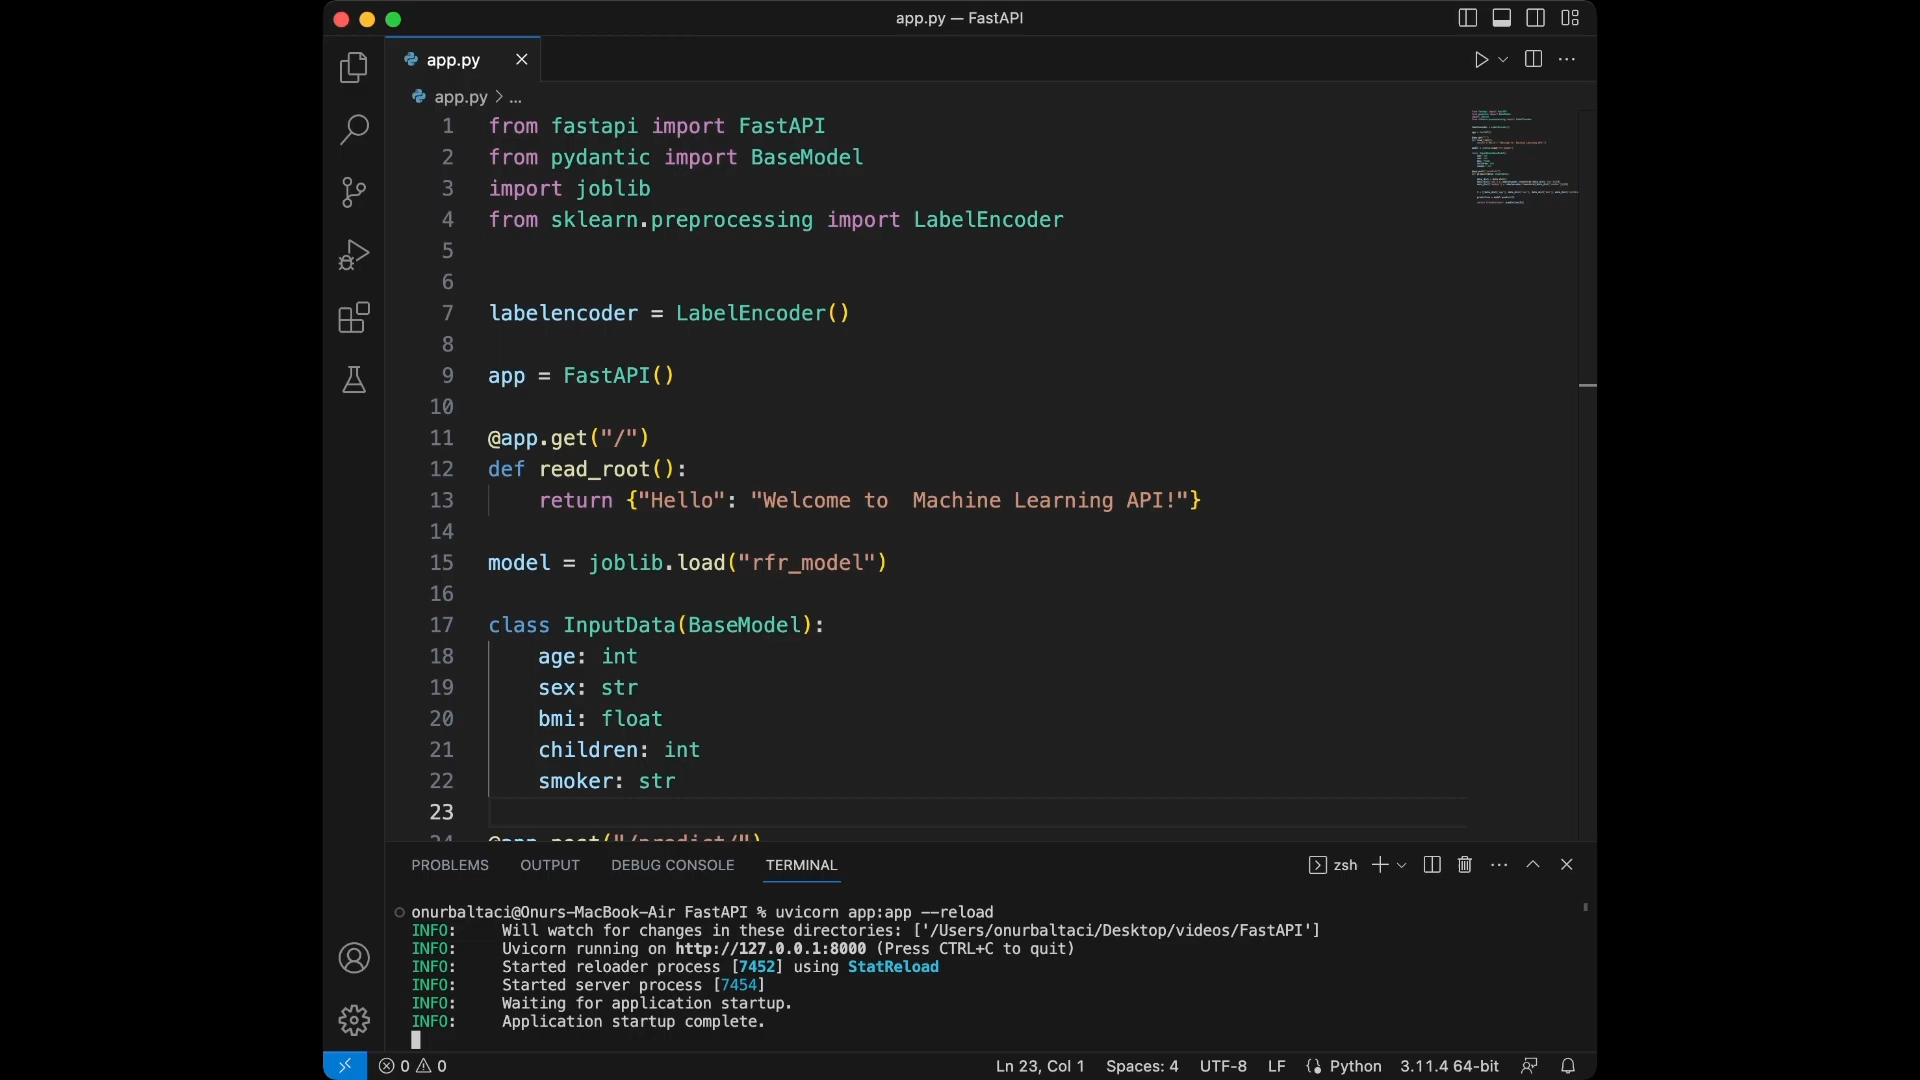 app.py — FastAPI
app.py
app.py > ...
1 from fastapi import FastAPI
2 from pydantic import BaseModel
3 import joblib
4 from sklearn.preprocessing import LabelEncoder
5
6
7 labelencoder = LabelEncoder()
8
9 app = FastAPI()
10
11 @app.get("/")
12 def read_root():
13     return {"Hello": "Welcome to  Machine Learning API!"}
14
15 model = joblib.load("rfr_model")
16
17 class InputData(BaseModel):
18     age: int
19     sex: str
20     bmi: float
21     children: int
22     smoker: str
23
24 @app.post("/predict/")
PROBLEMS OUTPUT DEBUG CONSOLE TERMINAL zsh
onurbaltaci@Onurs-MacBook-Air FastAPI % uvicorn app:app --reload
INFO:     Will watch for changes in these directories: ['/Users/onurbaltaci/Desktop/videos/FastAPI']
INFO:     Uvicorn running on http://127.0.0.1:8000 (Press CTRL+C to quit)
INFO:     Started reloader process [7452] using StatReload
INFO:     Started server process [7454]
INFO:     Waiting for application startup.
INFO:     Application startup complete.
0 0 Ln 23, Col 1 Spaces: 4 UTF-8 LF Python 3.11.4 64-bit